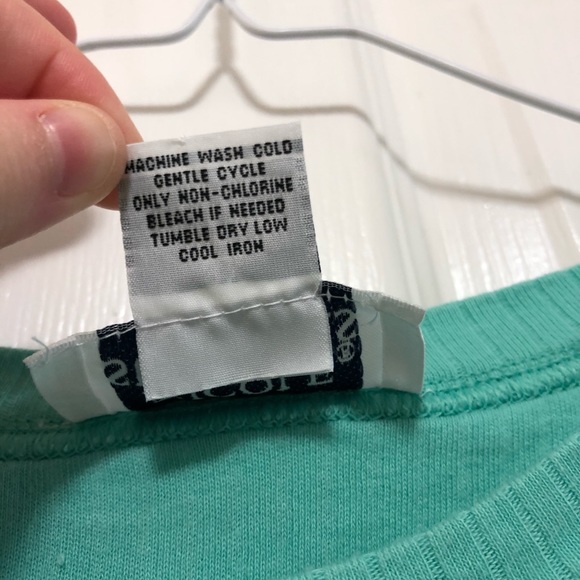 MACHINE WASH COLD
GENTLE CYCLE
ONLY NON-CHLORINE
BLEACH IF NEEDED
TUMBLE DRY LOW
COOL IRON